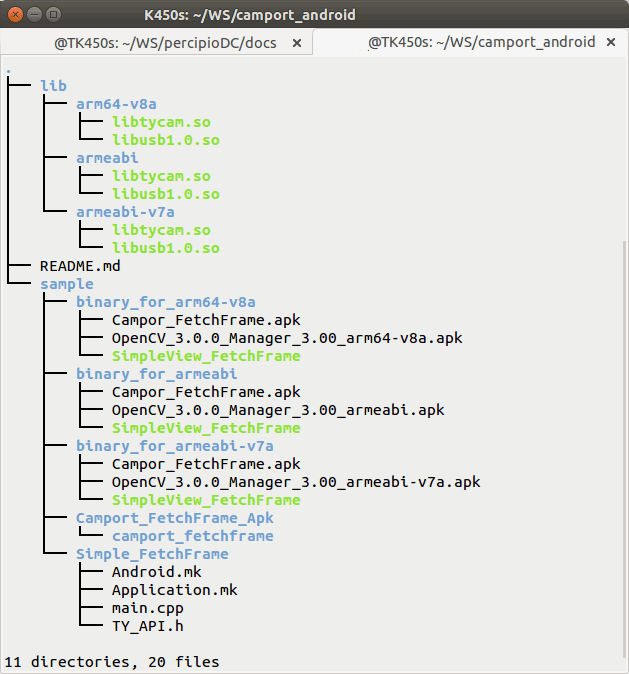 K450s: ~/WS/camport_android
@TK450s: ~/WS/percipioDC/docs × @TK450s: ~/WS/camport_android ×
.
├── lib
│   ├── arm64-v8a
│   │   ├── libtycam.so
│   │   └── libusb1.0.so
│   ├── armeabi
│   │   ├── libtycam.so
│   │   └── libusb1.0.so
│   └── armeabi-v7a
│       ├── libtycam.so
│       └── libusb1.0.so
├── README.md
└── sample
    ├── binary_for_arm64-v8a
    │   ├── Campor_FetchFrame.apk
    │   ├── OpenCV_3.0.0_Manager_3.00_arm64-v8a.apk
    │   └── SimpleView_FetchFrame
    ├── binary_for_armeabi
    │   ├── Campor_FetchFrame.apk
    │   ├── OpenCV_3.0.0_Manager_3.00_armeabi.apk
    │   └── SimpleView_FetchFrame
    ├── binary_for_armeabi-v7a
    │   ├── Campor_FetchFrame.apk
    │   ├── OpenCV_3.0.0_Manager_3.00_armeabi-v7a.apk
    │   └── SimpleView_FetchFrame
    ├── Camport_FetchFrame_Apk
    │   └── camport_fetchframe
    └── Simple_FetchFrame
        ├── Android.mk
        ├── Application.mk
        ├── main.cpp
        └── TY_API.h
11 directories, 20 files